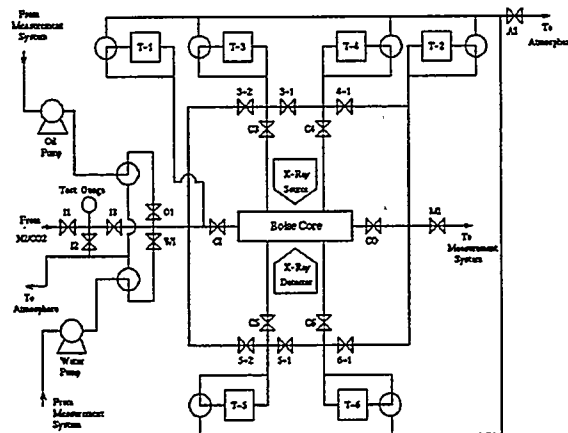 From
Measurement
System
T-1
T-3
T-4
T-2
A1
To
Atmosphere
3-2
3-1
4-1
C3
C4
Oil
Pump
X-Ray
Source
Test Gauge
From
N2/CO2
I1
I3
I2
O1
W1
CI
Boise Core
CO
M1
To
Measurement
System
X-Ray
Detector
To
Atmosphere
C5
C6
Water
Pump
5-2
5-1
6-1
From
Measurement
System
T-5
T-6